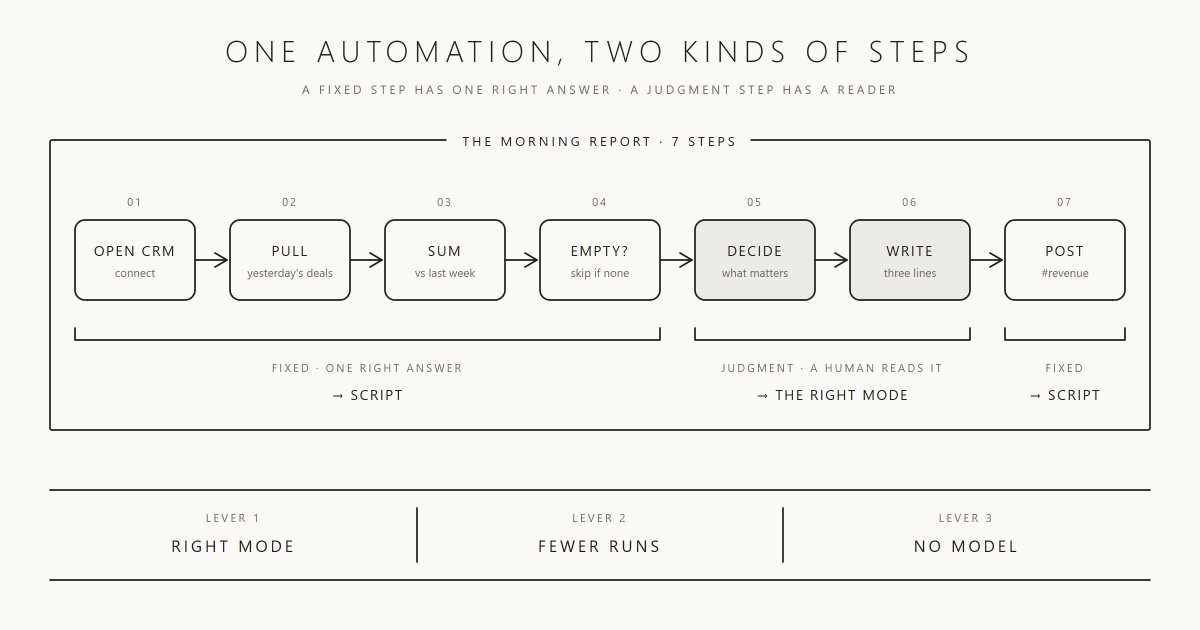 ONE AUTOMATION, TWO KINDS OF STEPS
A FIXED STEP HAS ONE RIGHT ANSWER · A JUDGMENT STEP HAS A READER
THE MORNING REPORT · 7 STEPS
01
OPEN CRM
connect
02
PULL
yesterday's deals
03
SUM
vs last week
04
EMPTY?
skip if none
05
DECIDE
what matters
06
WRITE
three lines
07
POST
#revenue
FIXED · ONE RIGHT ANSWER
→ SCRIPT
JUDGMENT · A HUMAN READS IT
→ THE RIGHT MODE
FIXED
→ SCRIPT
LEVER 1
RIGHT MODE
LEVER 2
FEWER RUNS
LEVER 3
NO MODEL